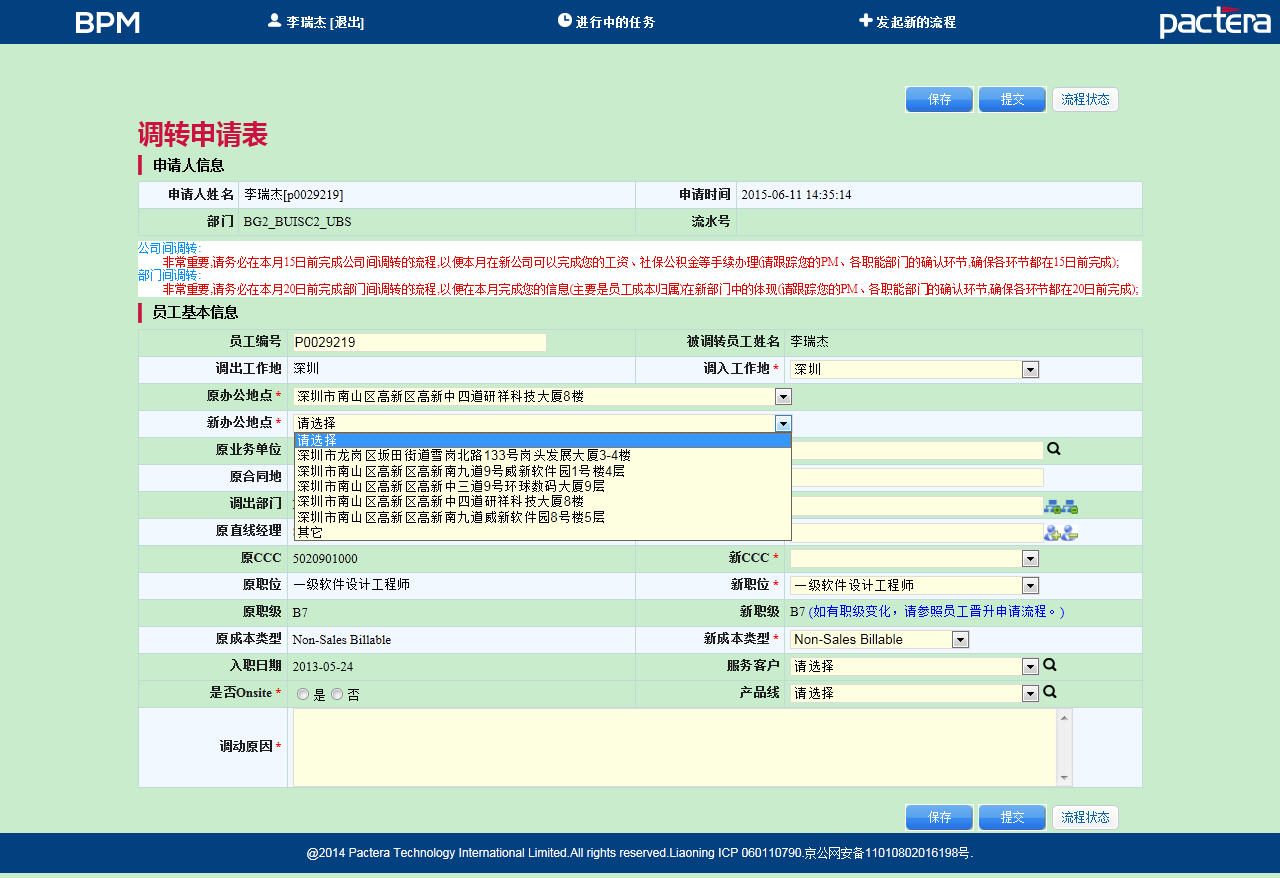 BPM 李瑞杰 [退出] 进行中的任务 发起新的流程 pactera
保存 提交 流程状态
调转申请表
申请人信息
申请人姓名 李瑞杰[p0029219] 申请时间 2015-06-11 14:35:14
部门 BG2_BUISC2_UBS 流水号
公司间调转:
非常重要,请务必在本月15日前完成公司间调转的流程,以便本月在新公司可以完成您的工资、社保公积金等手续办理(请跟踪您的PM、各职能部门的确认环节,确保各环节都在15日前完成);
部门间调转:
非常重要,请务必在本月20日前完成部门间调转的流程,以便在本月完成您的信息(主要是员工成本归属)在新部门中的体现(请跟踪您的PM、各职能部门的确认环节,确保各环节都在20日前完成);
员工基本信息
员工编号 P0029219 被调转员工姓名 李瑞杰
调出工作地 深圳 调入工作地 * 深圳
原办公地点 * 深圳市南山区高新区高新中四道研祥科技大厦8楼
新办公地点 * 请选择
请选择
深圳市龙岗区坂田街道雪岗北路133号岗头发展大厦3-4楼
深圳市南山区高新区高新南九道9号威新软件园1号楼4层
深圳市南山区高新区高新中三道9号环球数码大厦9层
深圳市南山区高新区高新中四道研祥科技大厦8楼
深圳市南山区高新区高新南九道威新软件园8号楼5层
其它
原业务单位
原合同地
调出部门
原直线经理
原CCC 5020901000 新CCC *
原职位 一级软件设计工程师 新职位 * 一级软件设计工程师
原职级 B7 新职级 B7 (如有职级变化，请参照员工晋升申请流程。)
原成本类型 Non-Sales Billable 新成本类型 * Non-Sales Billable
入职日期 2013-05-24 服务客户 请选择
是否Onsite * 是 否 产品线 请选择
调动原因 *
保存 提交 流程状态
@2014 Pactera Technology International Limited.All rights reserved.Liaoning ICP 060110790.京公网安备11010802016198号.